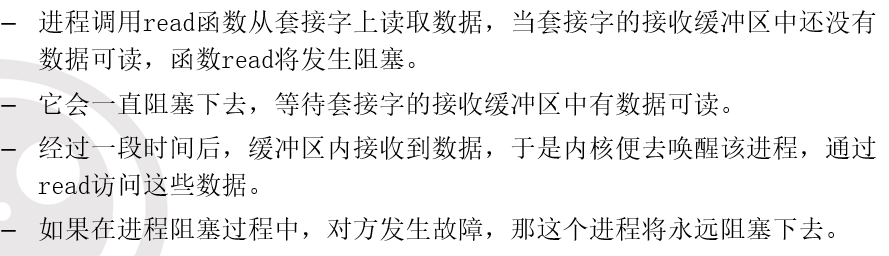 – 进程调用read函数从套接字上读取数据，当套接字的接收缓冲区中还没有
数据可读，函数read将发生阻塞。
– 它会一直阻塞下去，等待套接字的接收缓冲区中有数据可读。
– 经过一段时间后，缓冲区内接收到数据，于是内核便去唤醒该进程，通过
read访问这些数据。
– 如果在进程阻塞过程中，对方发生故障，那这个进程将永远阻塞下去。